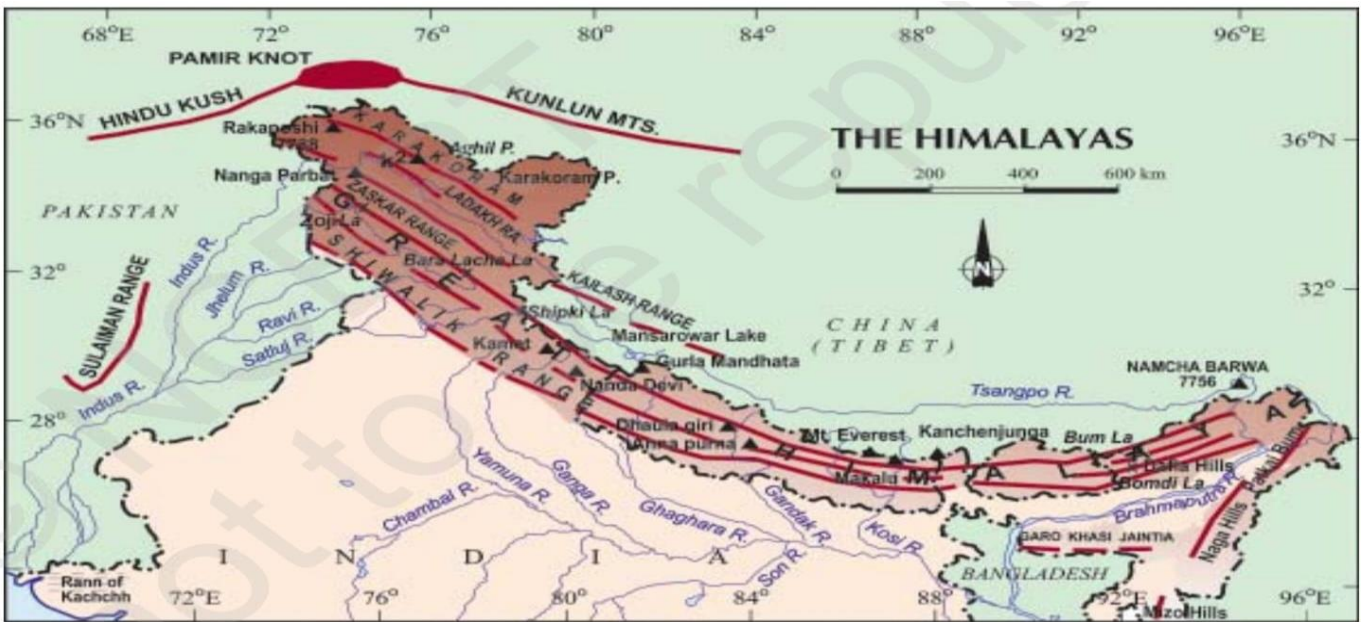 68°E 72° 76° 80° 84° 88° 92° 96°E
PAMIR KNOT
HINDU KUSH
KUNLUN MTS.
36°N
36°N
THE HIMALAYAS
0 200 400 600 km
Rakaposhi
7788
KARAKORAM
K2
Aghil P.
Nanga Parbat
Karakoram P.
LADAKH RA.
ZASKAR RANGE
PAKISTAN
Zoji La
GREAT HIMALAYA
SHIWALIK RANGE
Bara Lacha La
N
32°
32°
SULAIMAN RANGE
Indus R.
Jhelum R.
Ravi R.
Satluj R.
Indus R.
KAILASH RANGE
Shipki La
Mansarowar Lake
CHINA
(TIBET)
Kamet
Gurla Mandhata
Nanda Devi
NAMCHA BARWA
7756
Tsangpo R.
28°
28°
Dhaula giri
Anna purna
Mt. Everest
Kanchenjunga
Bum La
Makalu
Dafla Hills
Bomdi La
Patkai Bum
Brahmaputra R.
Yamuna R.
Ganga R.
Chambal R.
Ghaghara R.
Gandak R.
Kosi R.
Son R.
GARO KHASI JAINTIA
Naga Hills
INDIA
BANGLADESH
Rann of
Kachchh
Mizo Hills
72°E 76° 80° 84° 88° 92°E 96°E
not to be repu